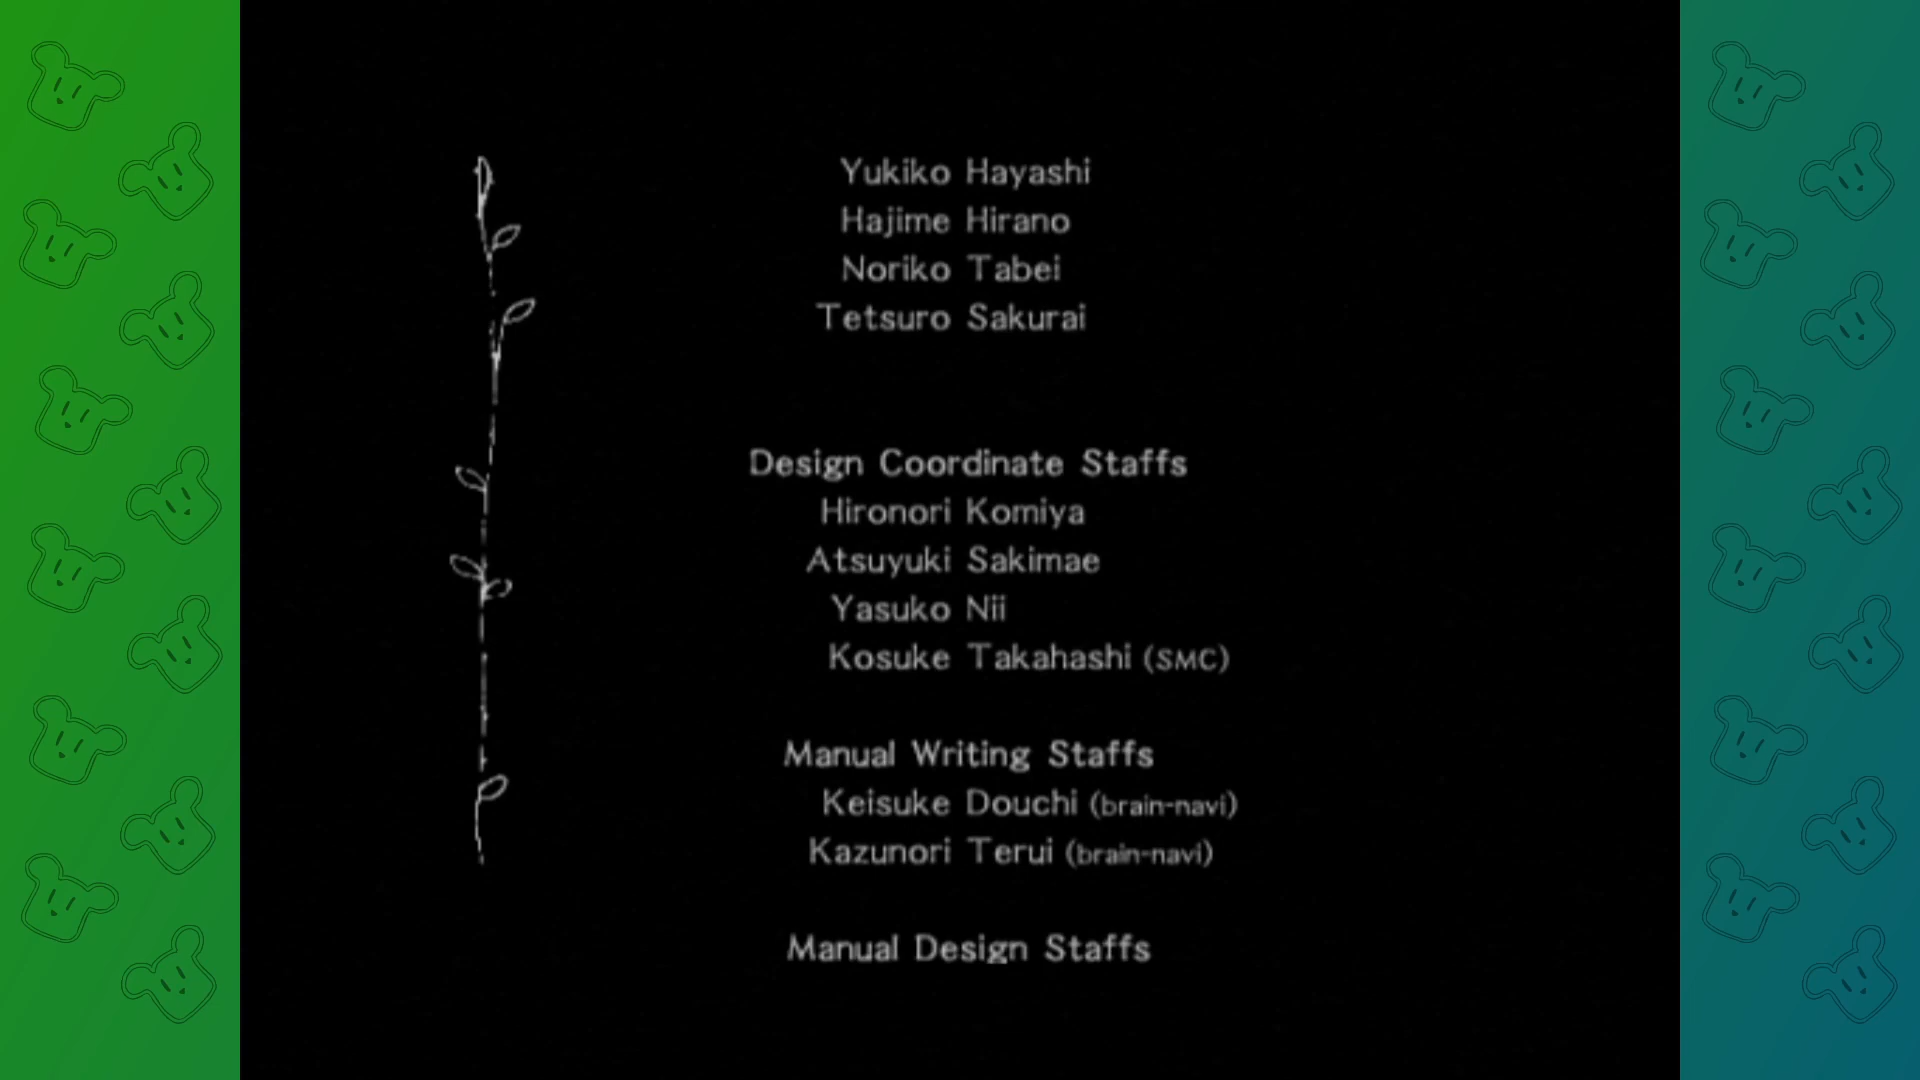 Yukiko Hayashi
Hajime Hirano
Noriko Tabei
Tetsuro Sakurai
Design Coordinate Staffs
Hironori Komiya
Atsuyuki Sakimae
Yasuko Nii
Kosuke Takahashi (SMC)
Manual Writing Staffs
Keisuke Douchi (brain-navi)
Kazunori Terui (brain-navi)
Manual Design Staffs